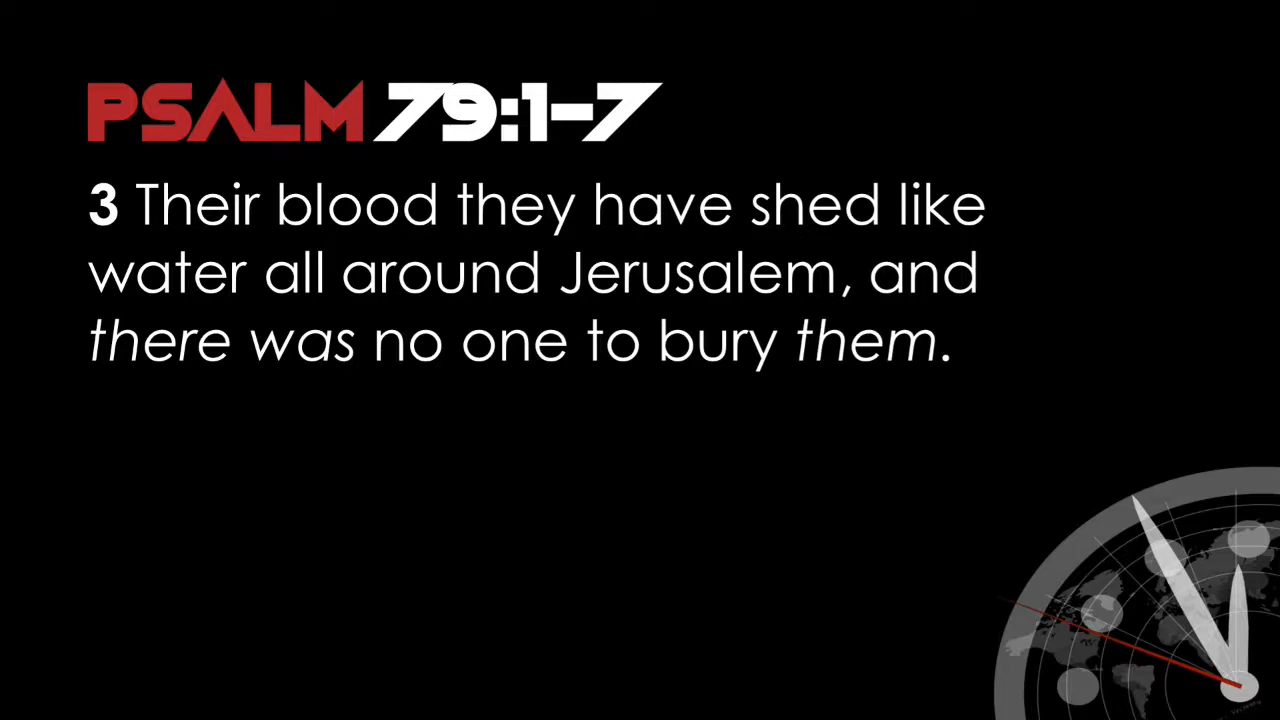 PSALM 79:1-7
3 Their blood they have shed like
water all around Jerusalem, and
there was no one to bury them.